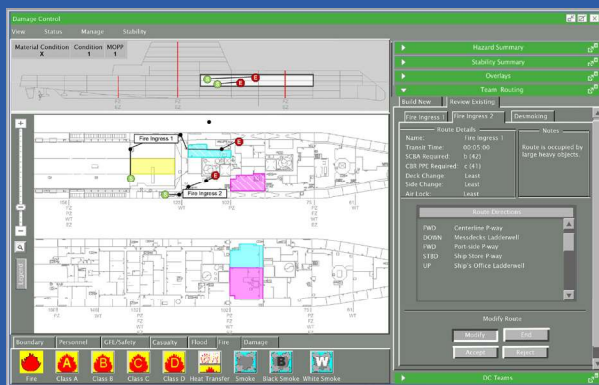 Damage Control
View Status Manage Stability
Material Condition Condition MOPP
X 1 1
Hazard Summary
Stability Summary
Overlays
Team Routing
Build New Review Existing
Fire Ingress 1 Fire Ingress 2 Desmoking
Route Details
Name: Fire Ingress 1
Transit Time: 00:05:00
SCBA Required: b (42)
CBR PPE Required: c (41)
Deck Change Least
Side Change Least
Air Lock: Least
Notes
Route is occupied by
large heavy objects.
Route Directions
FWD Centerline P-way
DOWN Messdecks Ladderwell
FWD Port-side P-way
STBD Ship Store P-way
UP Ship's Office Ladderwell
Modify Route
Modify End
Accept Reject
DC Teams
Fire Ingress 1
Fire Ingress 2
Legend
Boundary Personnel GFE/Safety Casualty Flood Fire Damage
A B C D B W
Fire Class A Class B Class C Class D Heat Transfer Smoke Black Smoke White Smoke